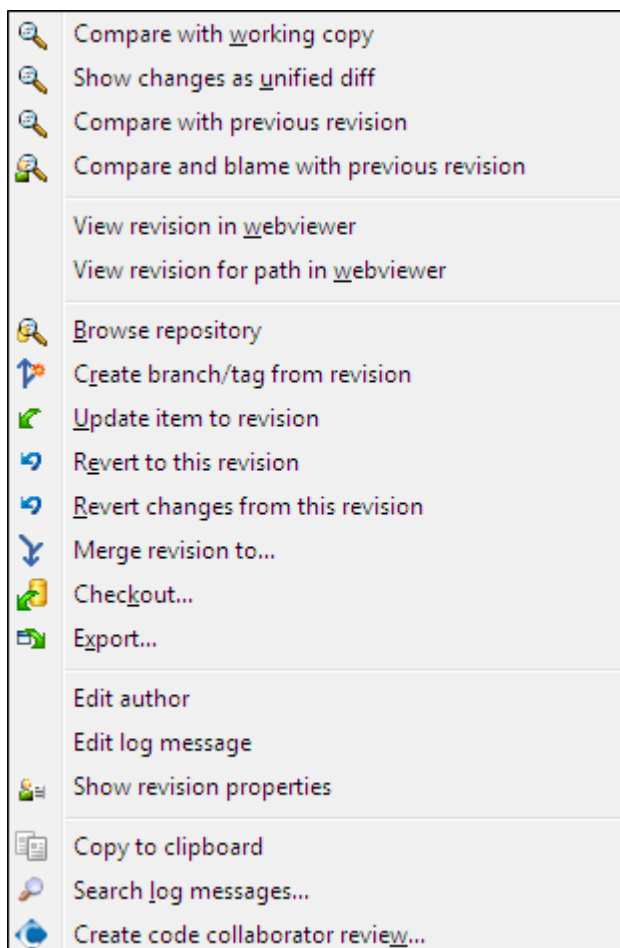 Compare with working copy
Show changes as unified diff
Compare with previous revision
Compare and blame with previous revision
View revision in webviewer
View revision for path in webviewer
Browse repository
Create branch/tag from revision
Update item to revision
Revert to this revision
Revert changes from this revision
Merge revision to...
Checkout...
Export...
Edit author
Edit log message
Show revision properties
Copy to clipboard
Search log messages...
Create code collaborator review...